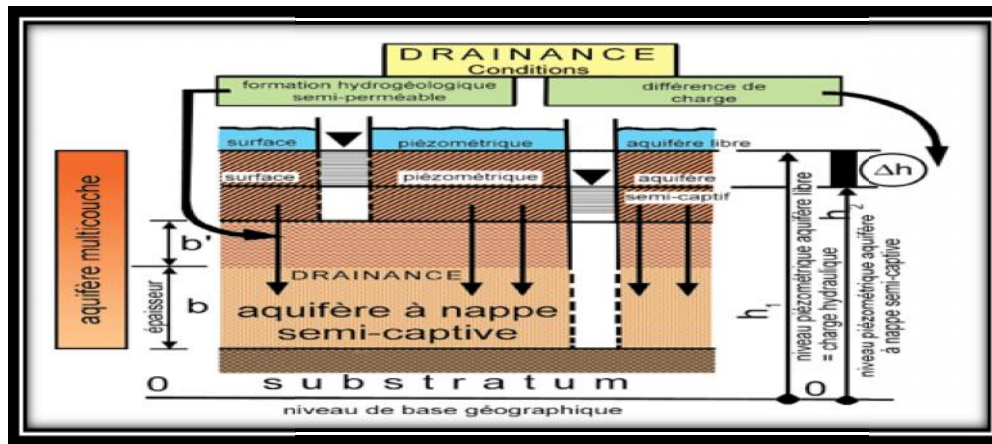 DRAINANCE
Conditions
formation hydrogéologique
semi-perméable
différence de
charge
surface piézométrique aquifère libre
surface piézométrique aquifère
semi-captif
Δh
aquifère multicouche
b'
épaisseur
b
DRAINANCE
aquifère à nappe
semi-captive
h1
niveau piézométrique aquifère libre
= charge hydraulique
h2
niveau piézométrique aquifère
à nappe semi-captive
O substratum O
niveau de base géographique